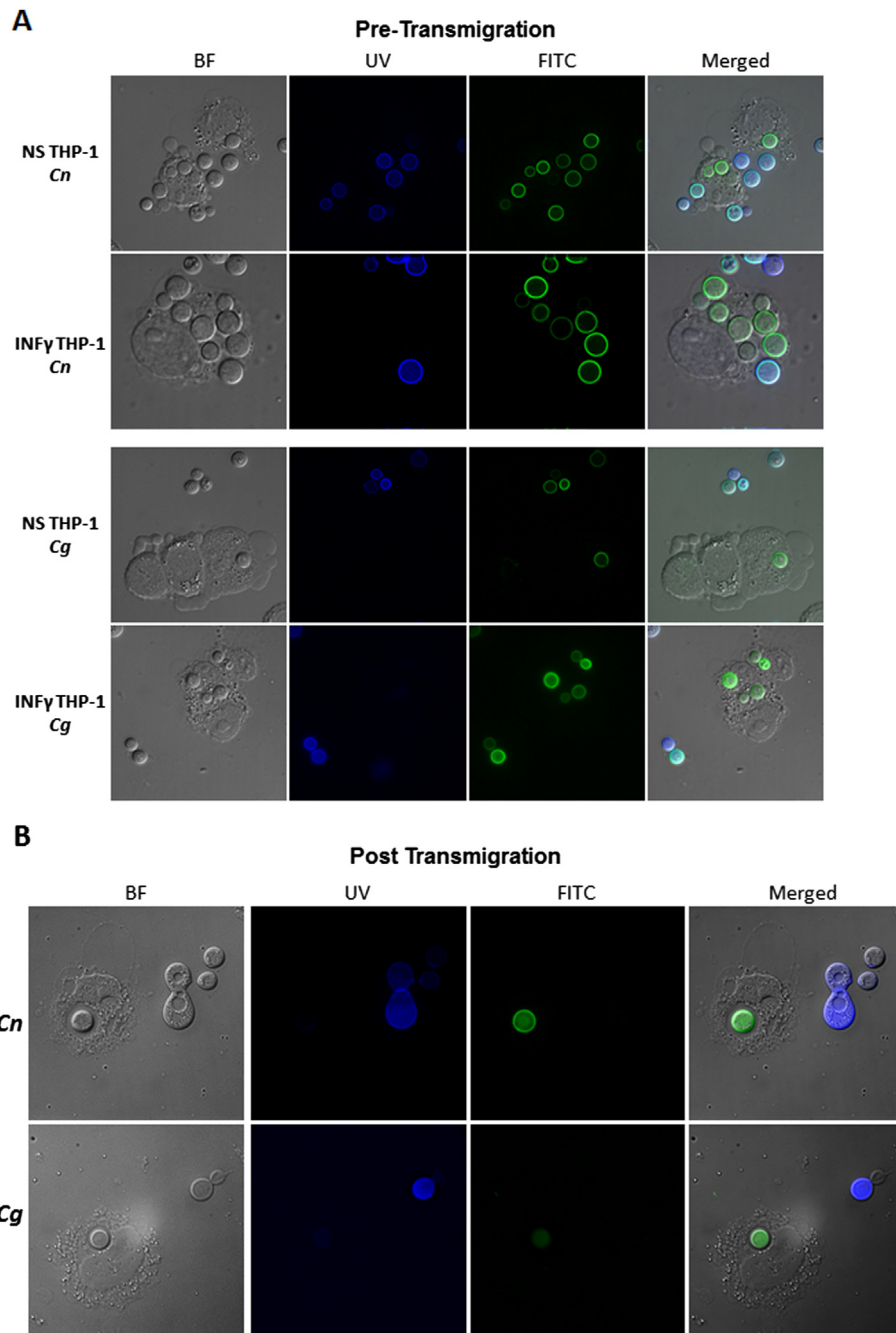 A
Pre-Transmigration
BF UV FITC Merged
NS THP-1
Cn
INFγ THP-1
Cn
NS THP-1
Cg
INFγ THP-1
Cg
B
Post Transmigration
BF UV FITC Merged
Cn
Cg